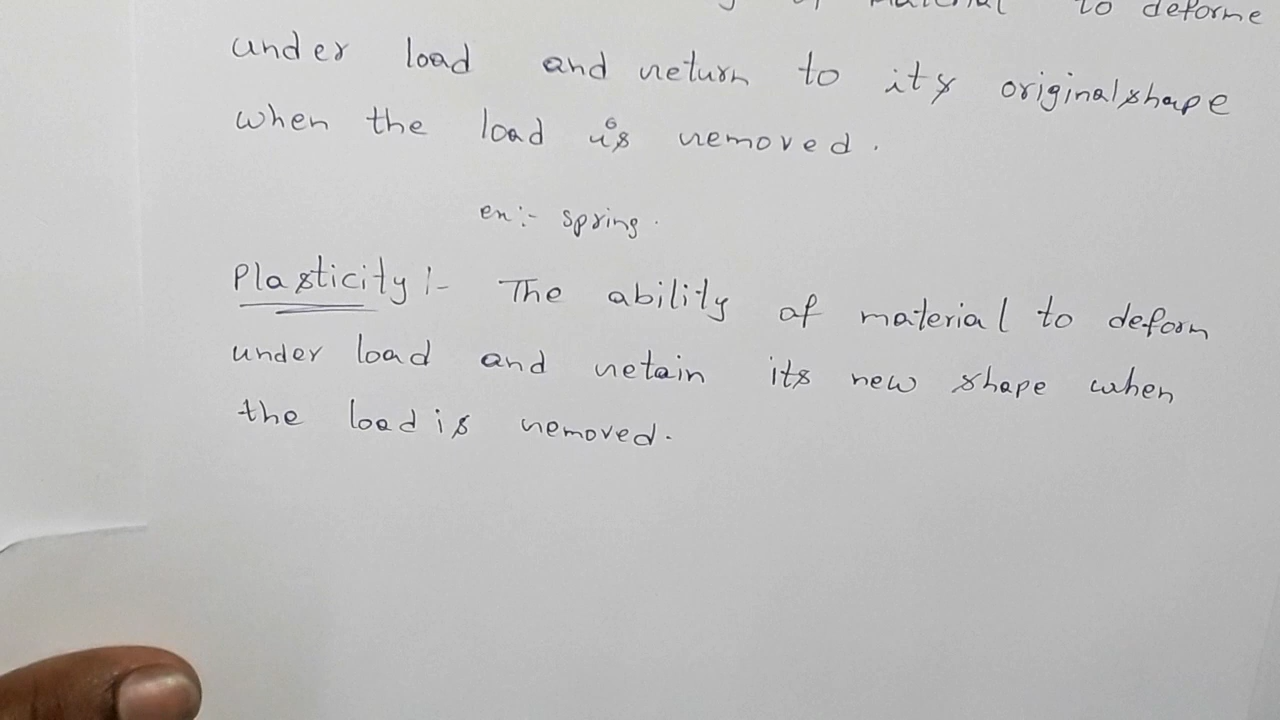 material to deforme
under load and return to its original shape
when the load is removed.
ex:- spring.
Plasticity :- The ability of material to deform
under load and retain its new shape when
the load is removed.